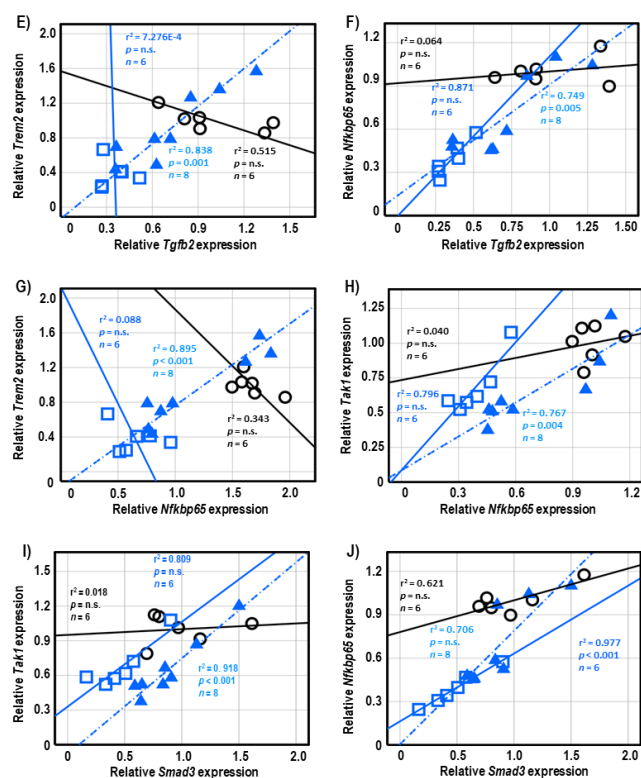 E)
Relative Trem2 expression
2.0
1.6
1.2
0.8
0.4
0
r² = 7.276E-4
p = n.s.
n = 6
r² = 0.838
p = 0.001
n = 8
r² = 0.515
p = n.s.
n = 6
0 0.30 0.60 0.90 1.20 1.50
Relative Tgfb2 expression
F)
Relative Nfkbp65 expression
1.2
0.9
0.6
0.3
0
r² = 0.064
p = n.s.
n = 6
r² = 0.871
p = n.s.
n = 6
r² = 0.749
p = 0.005
n = 8
0 0.25 0.50 0.75 1.00 1.25
Relative Tgfb2 expression
G)
Relative Trem2 expression
2.0
1.6
1.2
0.8
0.4
0
r² = 0.088
p = n.s.
n = 6
r² = 0.895
p < 0.001
n = 8
r² = 0.343
p = n.s.
n = 6
0 0.5 1.0 1.5 2.0
Relative Nfkbp65 expression
H)
Relative Tak1 expression
1.25
1.00
0.75
0.50
0.25
0
r² = 0.040
p = n.s.
n = 6
r² = 0.796
p = n.s.
n = 6
r² = 0.767
p = 0.004
n = 8
0 0.3 0.6 0.9 1.2
Relative Nfkbp65 expression
I)
Relative Tak1 expression
1.6
1.2
0.8
0.4
0
r² = 0.018
p = n.s.
n = 6
r² = 0.809
p = n.s.
n = 6
r² = 0.918
p < 0.001
n = 8
0 0.5 1.0 1.5 2.0
Relative Smad3 expression
J)
Relative Nfkbp65 expression
1.2
0.9
0.6
0.3
0
r² = 0.621
p = n.s.
n = 6
r² = 0.706
p = n.s.
n = 8
r² = 0.977
p < 0.001
n = 6
0 0.5 1.0 1.5 2.0
Relative Smad3 expression